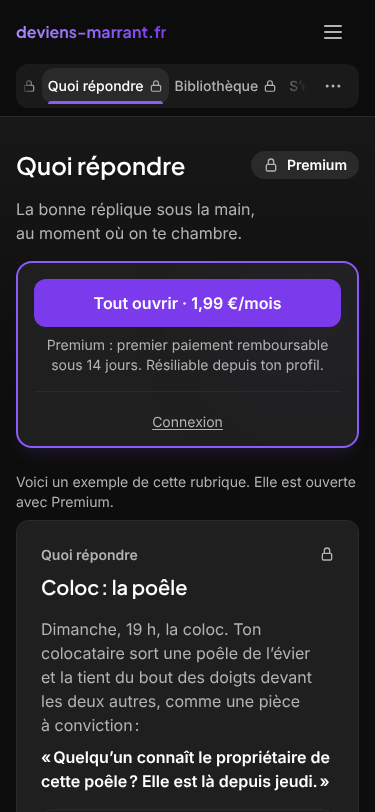 deviens-marrant.fr
Quoi répondre
Bibliothèque
S'e
Quoi répondre
Premium
La bonne réplique sous la main,
au moment où on te chambre.
Tout ouvrir · 1,99 €/mois
Premium : premier paiement remboursable
sous 14 jours. Résiliable depuis ton profil.
Connexion
Voici un exemple de cette rubrique. Elle est ouverte
avec Premium.
Quoi répondre
Coloc : la poêle
Dimanche, 19 h, la coloc. Ton
colocataire sort une poêle de l’évier
et la tient du bout des doigts devant
les deux autres, comme une pièce
à conviction :
« Quelqu’un connaît le propriétaire de
cette poêle ? Elle est là depuis jeudi. »